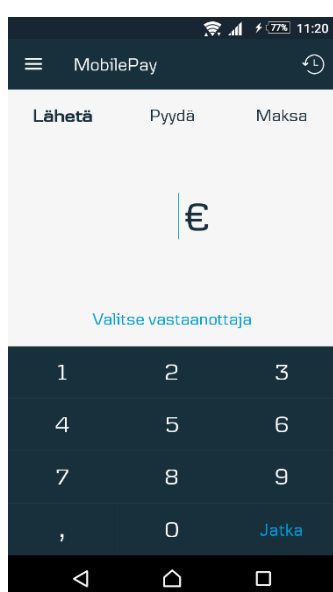 77% 11:20
MobilePay
Lähetä Pyydä Maksa
€
Valitse vastaanottaja
1 2 3
4 5 6
7 8 9
, 0 Jatka